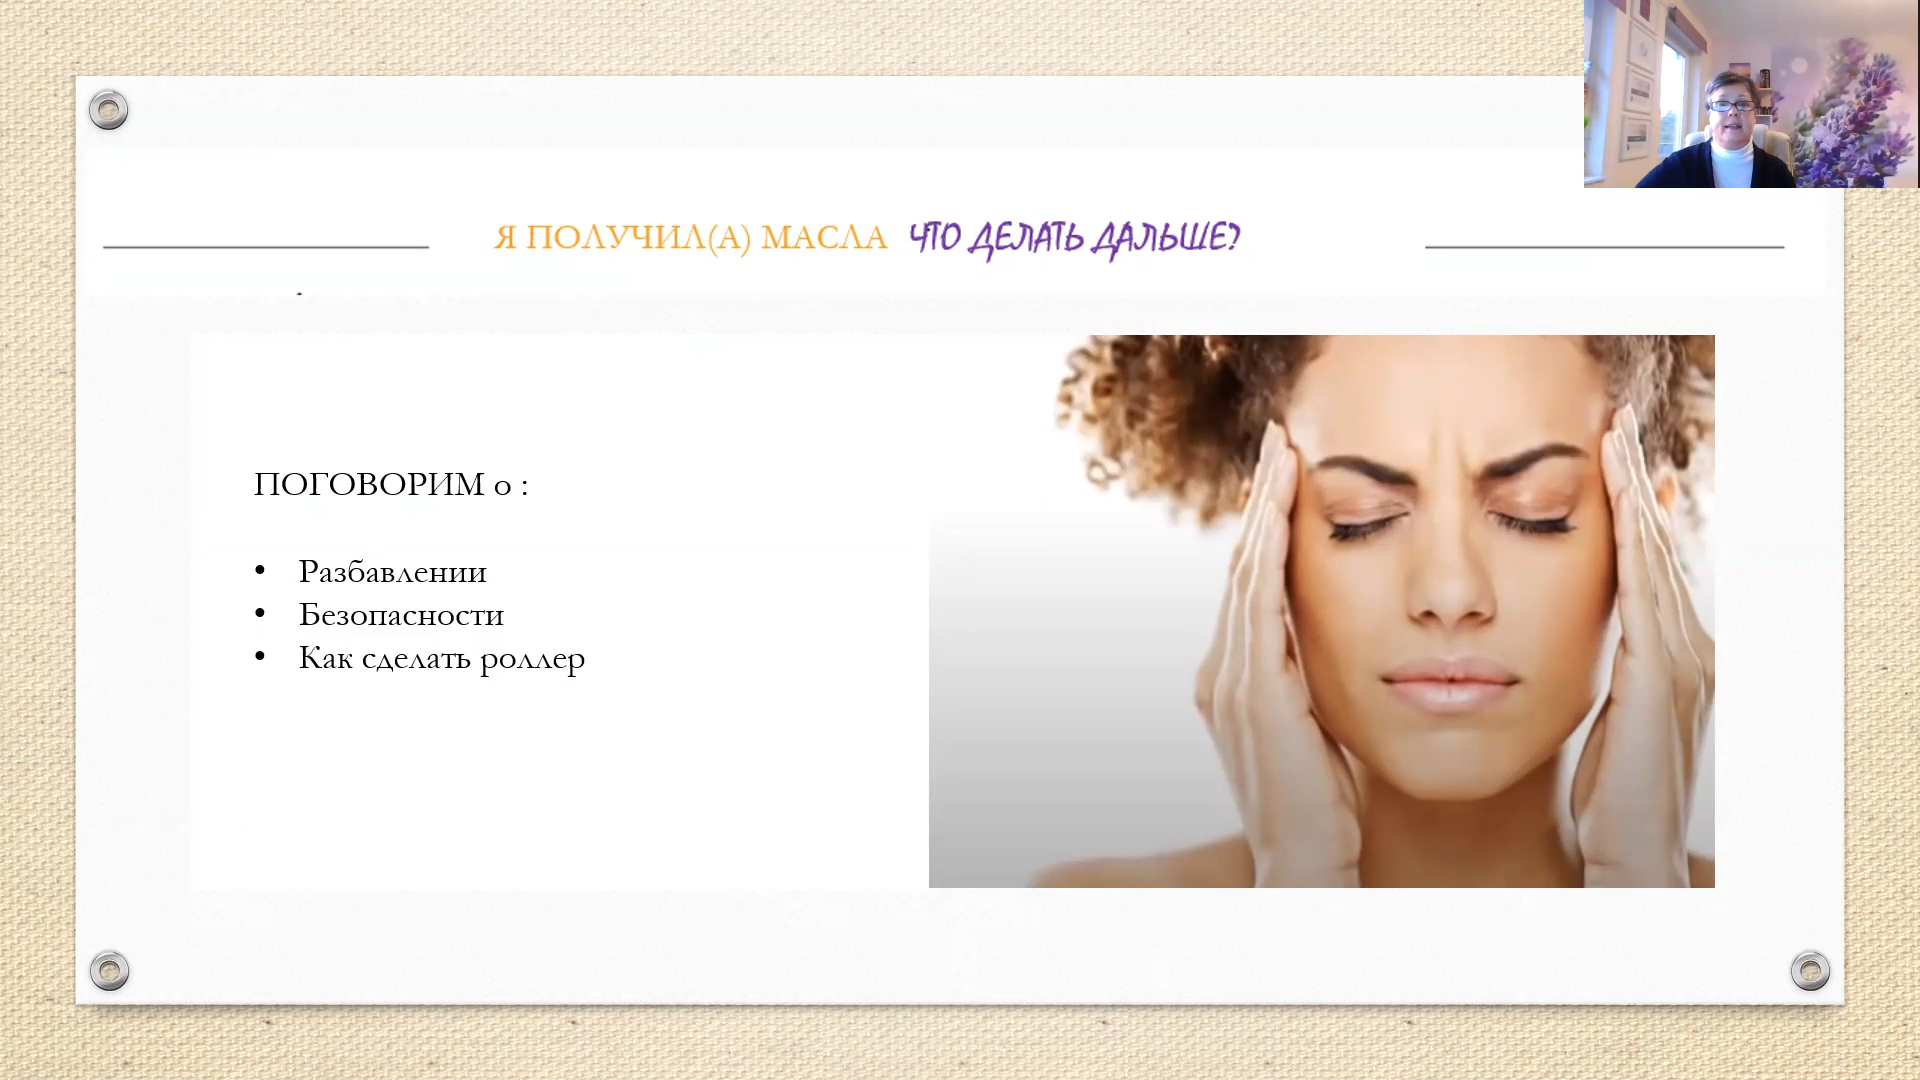 Я ПОЛУЧИЛ(А) МАСЛА ЧТО ДЕЛАТЬ ДАЛЬШЕ?
ПОГОВОРИМ о :
• Разбавлении
• Безопасности
• Как сделать роллер